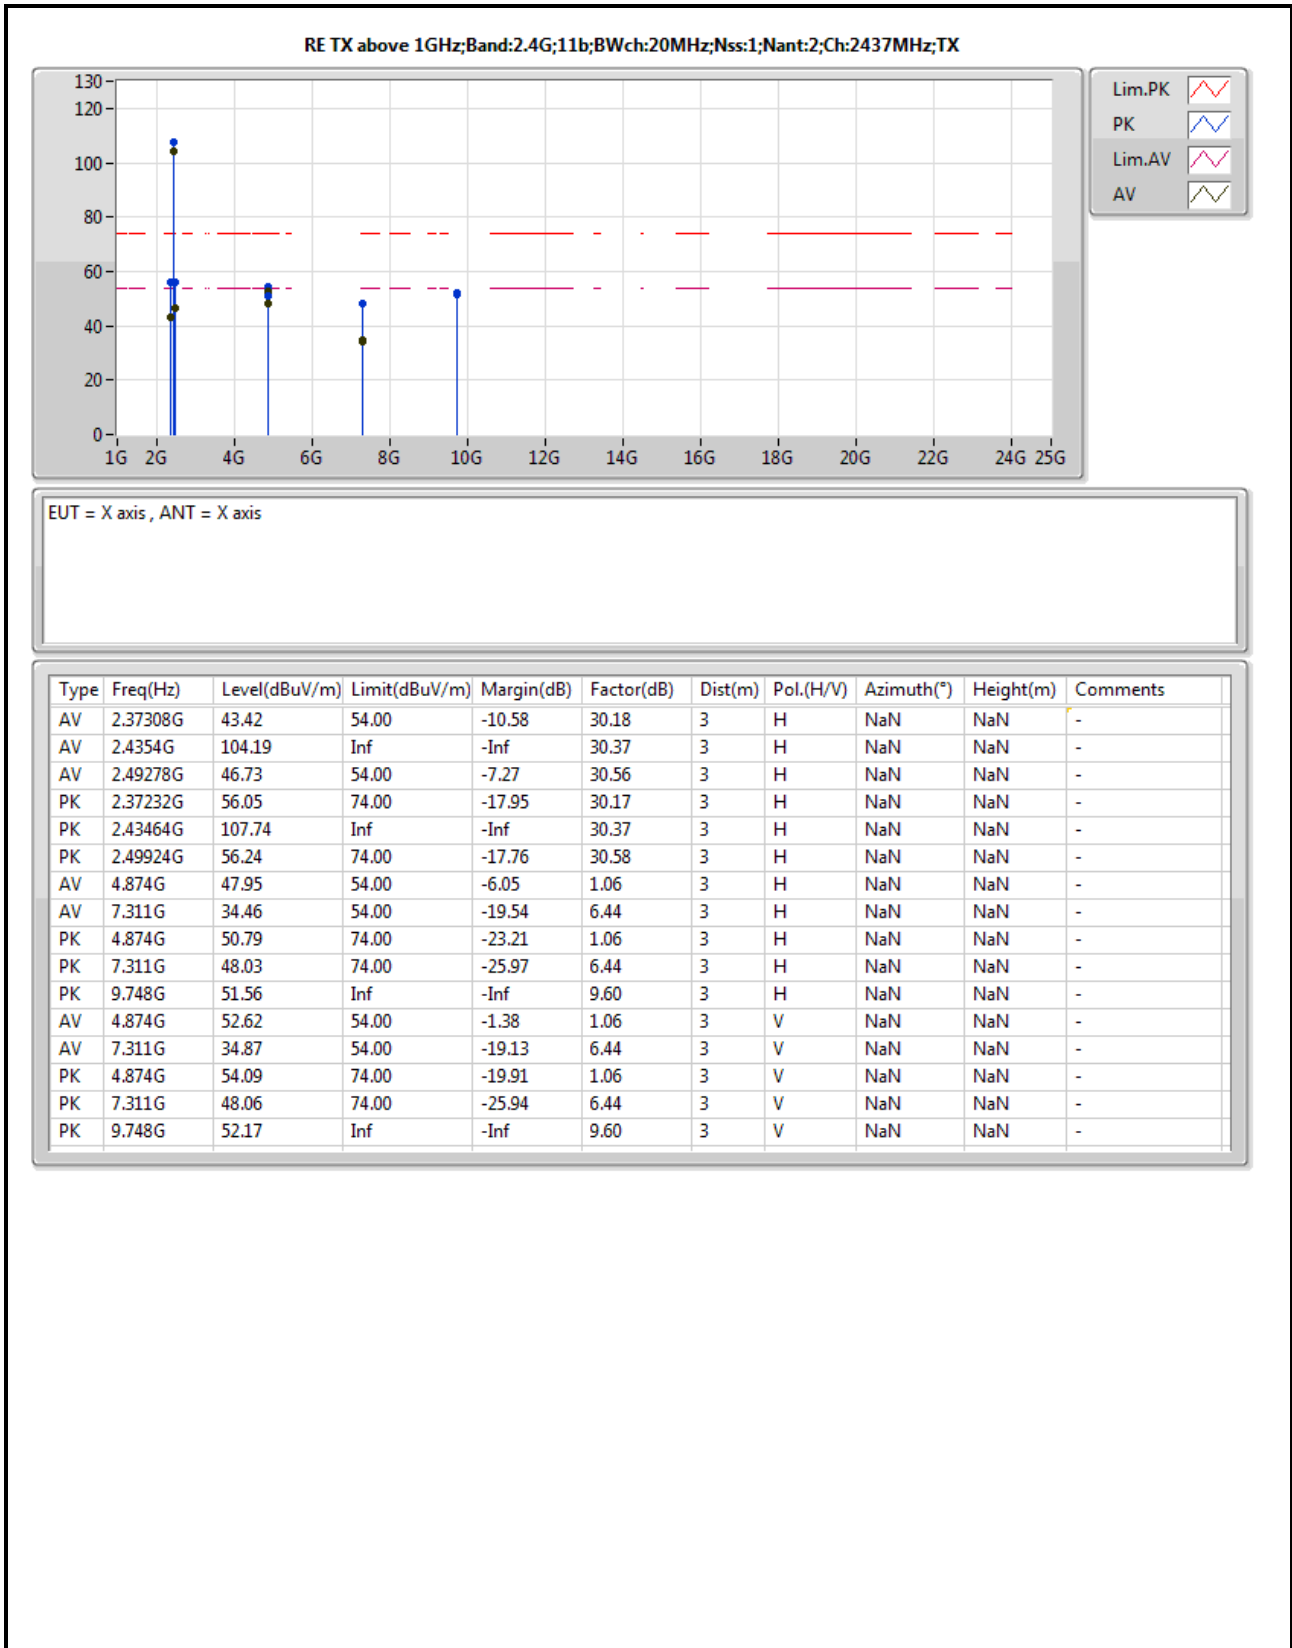 RE TX above 1GHz;Band:2.4G;11b;BWch:20MHz;Nss:1;Nant:2;Ch:2437MHz;TX
130
120
100
80
60
40
20
0
1G 2G 4G 6G 8G 10G 12G 14G 16G 18G 20G 22G 24G 25G
Lim.PK
PK
Lim.AV
AV
EUT = X axis , ANT = X axis
Type Freq(Hz) Level(dBuV/m) Limit(dBuV/m) Margin(dB) Factor(dB) Dist(m) Pol.(H/V) Azimuth(°) Height(m) Comments
AV 2.37308G 43.42 54.00 -10.58 30.18 3 H NaN NaN -
AV 2.4354G 104.19 Inf -Inf 30.37 3 H NaN NaN -
AV 2.49278G 46.73 54.00 -7.27 30.56 3 H NaN NaN -
PK 2.37232G 56.05 74.00 -17.95 30.17 3 H NaN NaN -
PK 2.43464G 107.74 Inf -Inf 30.37 3 H NaN NaN -
PK 2.49924G 56.24 74.00 -17.76 30.58 3 H NaN NaN -
AV 4.874G 47.95 54.00 -6.05 1.06 3 H NaN NaN -
AV 7.311G 34.46 54.00 -19.54 6.44 3 H NaN NaN -
PK 4.874G 50.79 74.00 -23.21 1.06 3 H NaN NaN -
PK 7.311G 48.03 74.00 -25.97 6.44 3 H NaN NaN -
PK 9.748G 51.56 Inf -Inf 9.60 3 H NaN NaN -
AV 4.874G 52.62 54.00 -1.38 1.06 3 V NaN NaN -
AV 7.311G 34.87 54.00 -19.13 6.44 3 V NaN NaN -
PK 4.874G 54.09 74.00 -19.91 1.06 3 V NaN NaN -
PK 7.311G 48.06 74.00 -25.94 6.44 3 V NaN NaN -
PK 9.748G 52.17 Inf -Inf 9.60 3 V NaN NaN -